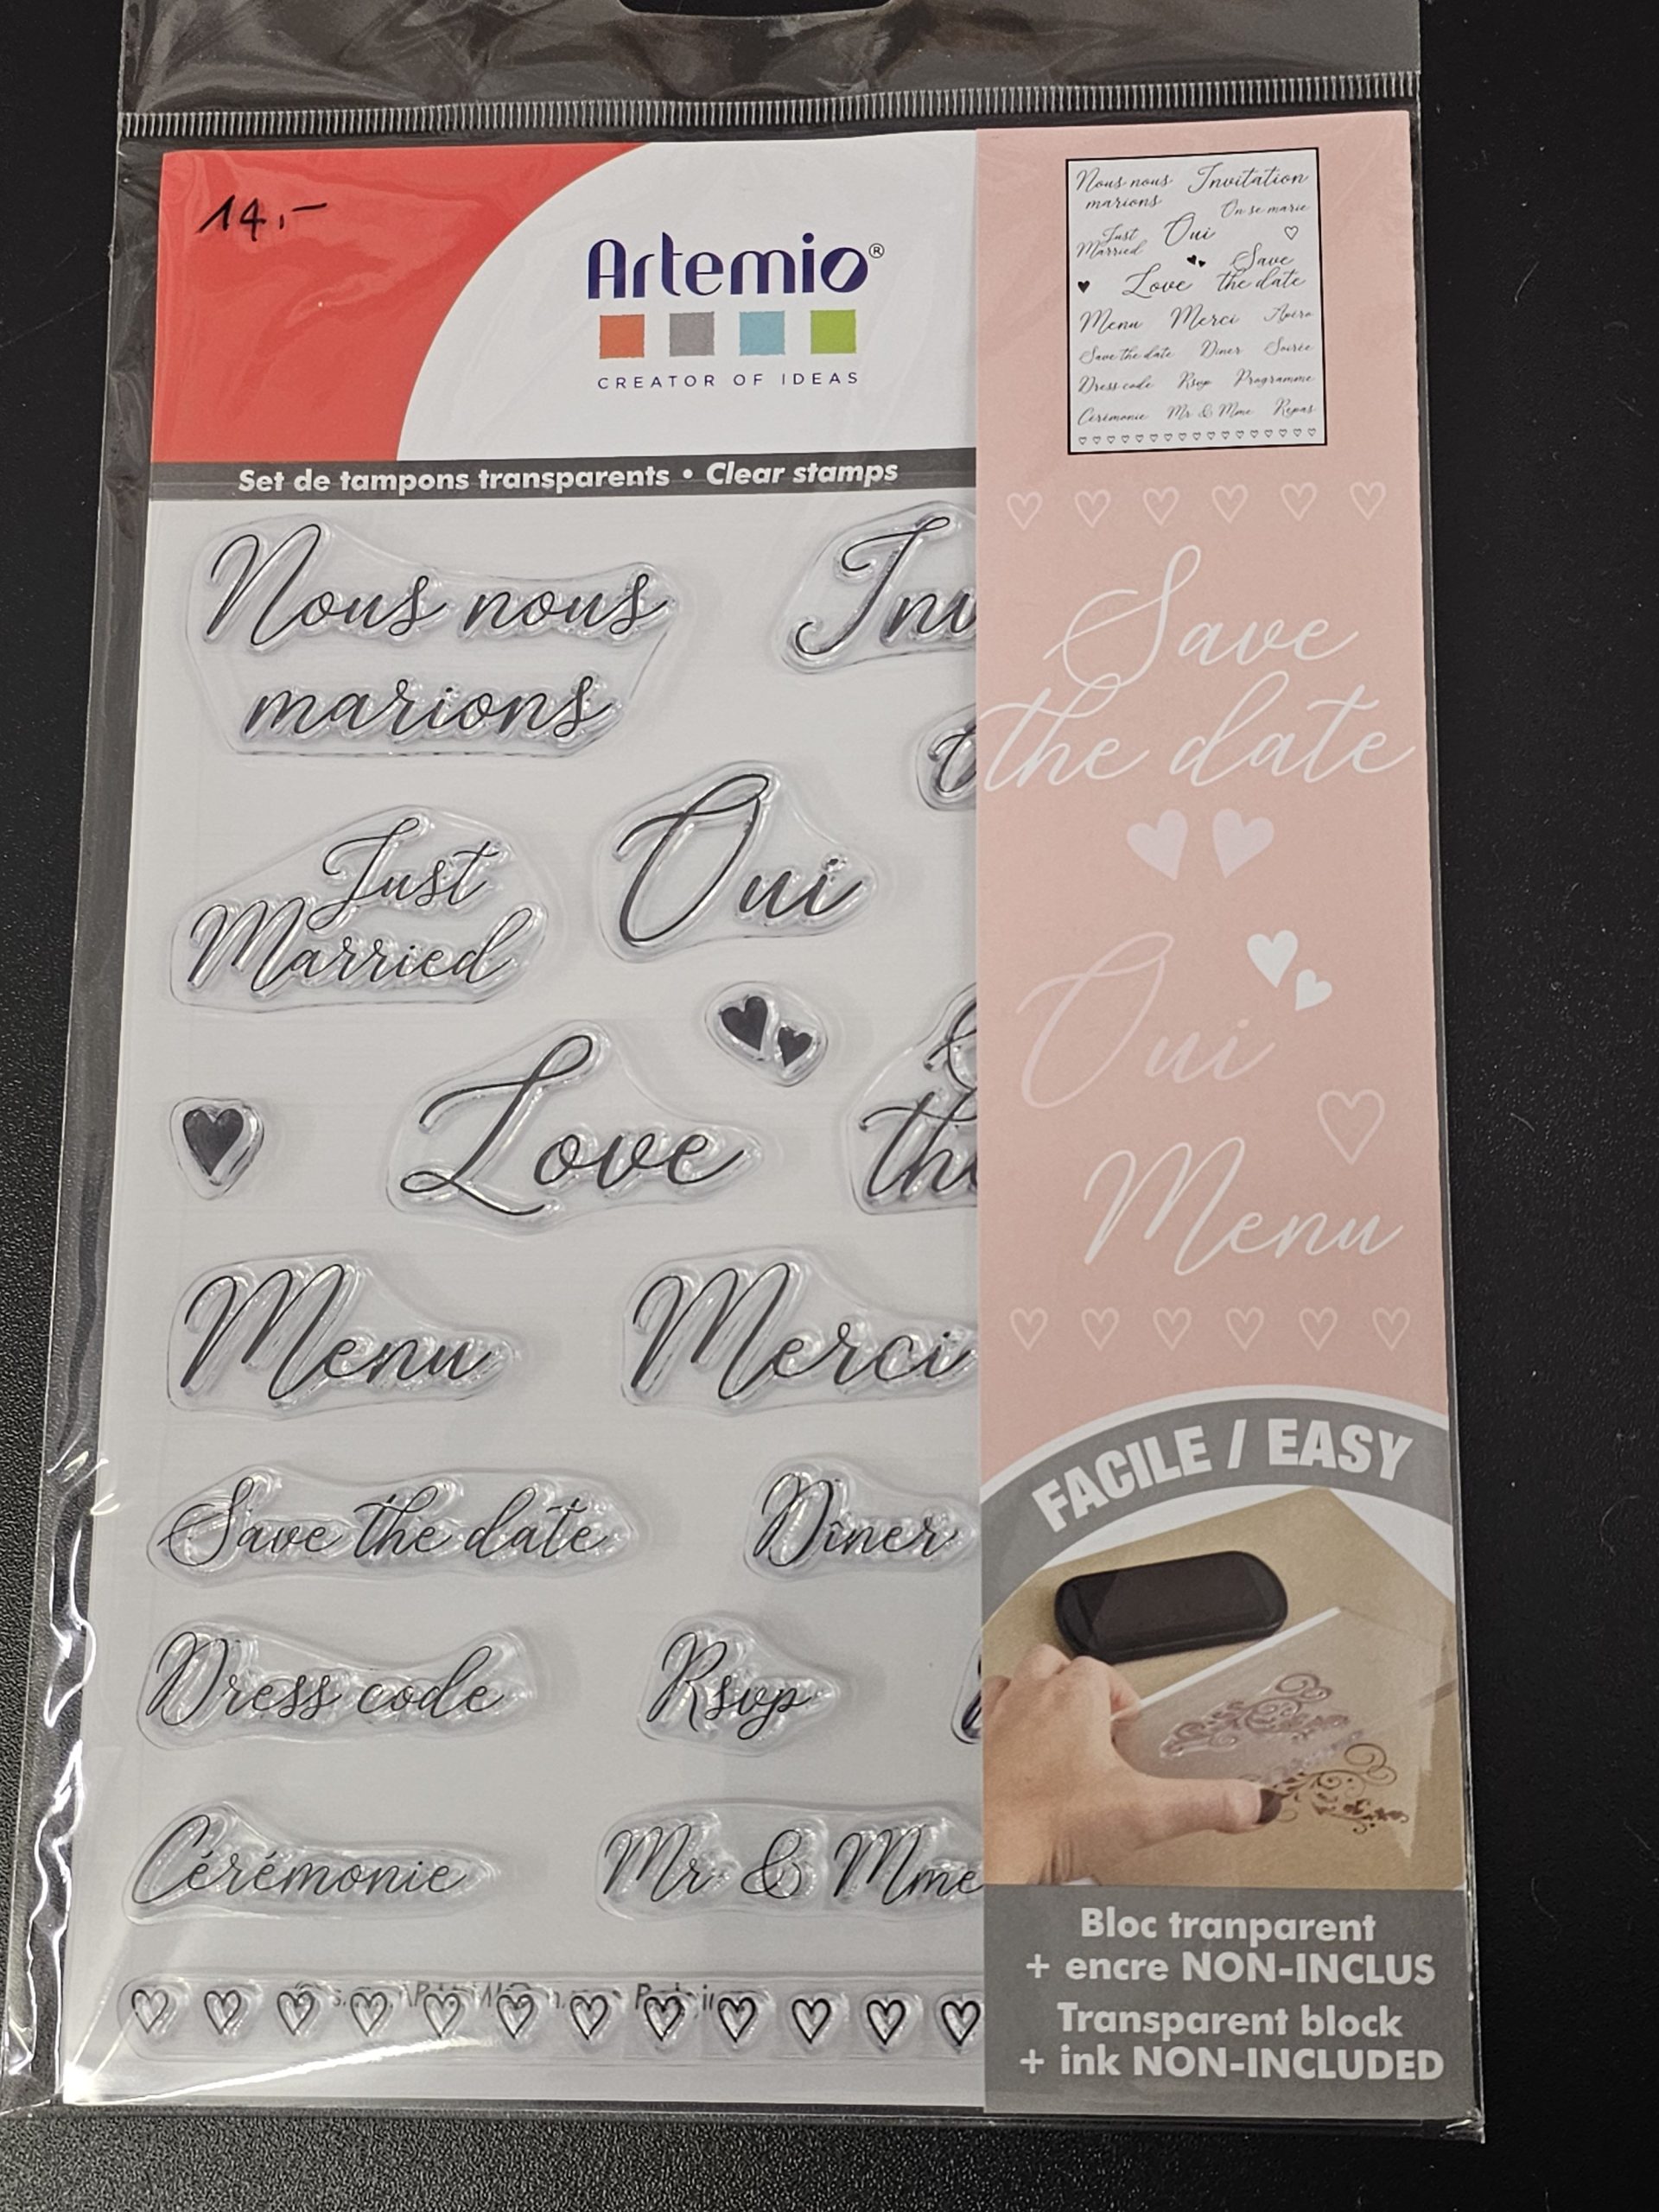 14.-
Artemio®
CREATOR OF IDEAS
Set de tampons transparents • Clear stamps
Nous nous
marions
Just
Married
Oui
Love
th
Menu
Merci
Save the date
Dîner
Dress code
Rsvp
Cérémonie
Mr & Mme
Nous nous
marions
Invitation
On se marie
Just
Married
Oui
Save
the date
Love
Menu Merci Apéro
Save the date Dîner Soirée
Dress code Rsvp Programme
Cérémonie Mr & Mme Repas
Save
the date
Oui
Menu
FACILE / EASY
Bloc tranparent
+ encre NON-INCLUS
Transparent block
+ ink NON-INCLUDED